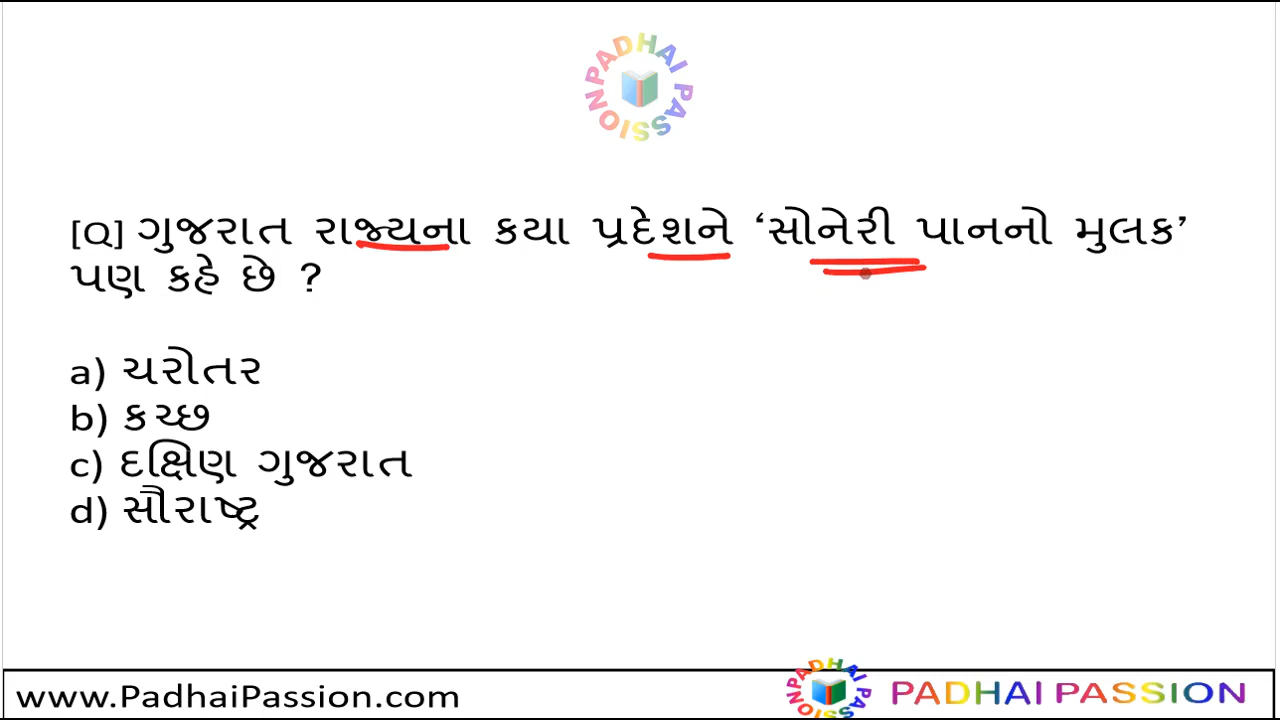 PADHAI PASSION
[Q] ગુજરાત રાજ્યના કયા પ્રદેશને ‘સોનેરી પાનનો મુલક’
પણ કહે છે ?
a) ચરોતર
b) કચ્છ
c) દક્ષિણ ગુજરાત
d) સૌરાષ્ટ્ર
www.PadhaiPassion.com
PADHAI PASSION
PADHAI PASSION